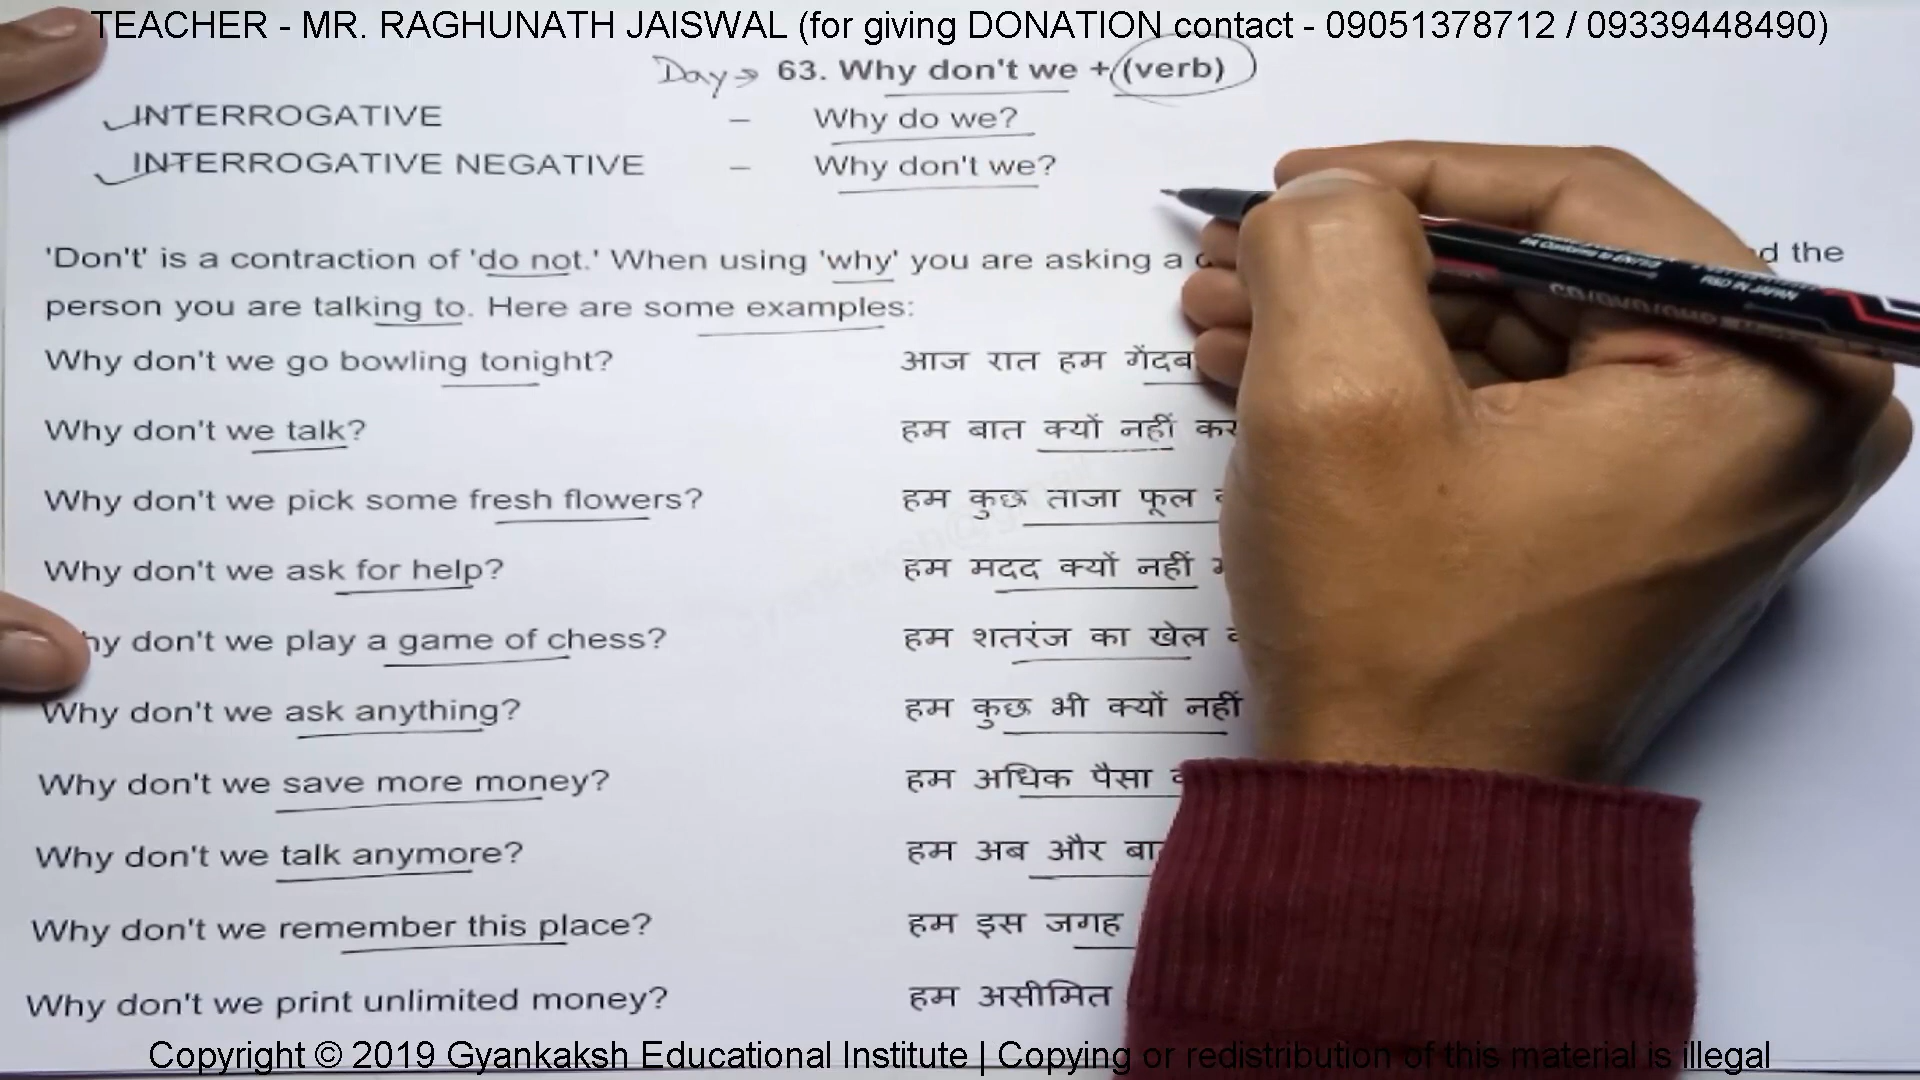 TEACHER - MR. RAGHUNATH JAISWAL (for giving DONATION contact - 09051378712 / 09339448490)
Day → 63. Why don't we + (verb)
INTERROGATIVE – Why do we?
INTERROGATIVE NEGATIVE – Why don't we?
'Don't' is a contraction of 'do not.' When using 'why' you are asking a the
person you are talking to. Here are some examples:
Why don't we go bowling tonight? आज रात हम
Why don't we talk? हम बात क्यों नहीं
Why don't we pick some fresh flowers? हम कुछ ताजा फूल
Why don't we ask for help? हम मदद क्यों नहीं
don't we play a game of chess? हम शतरंज का खेल
Why don't we ask anything? हम कुछ भी क्यों नहीं
Why don't we save more money? हम अधिक पैसा
Why don't we talk anymore? हम अब और
Why don't we remember this place? हम इस जगह
Why don't we print unlimited money? हम असीमित
Copyright © 2019 Gyankaksh Educational Institute | Copying or redistribution of this material is illegal